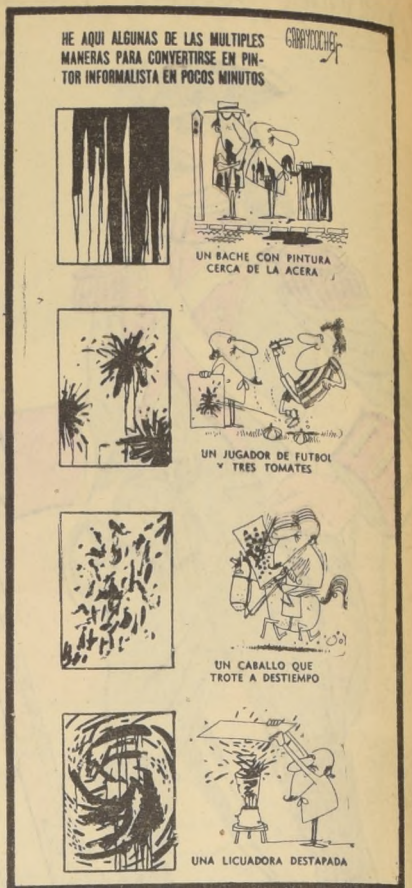 HE AQUI ALGUNAS DE LAS MULTIPLES
MANERAS PARA CONVERTIRSE EN PIN-
TOR INFORMALISTA EN POCOS MINUTOS
GARAYCOCHEA
UN BACHE CON PINTURA
CERCA DE LA ACERA
UN JUGADOR DE FUTBOL
Y TRES TOMATES
UN CABALLO QUE
TROTE A DESTIEMPO
UNA LICUADORA DESTAPADA